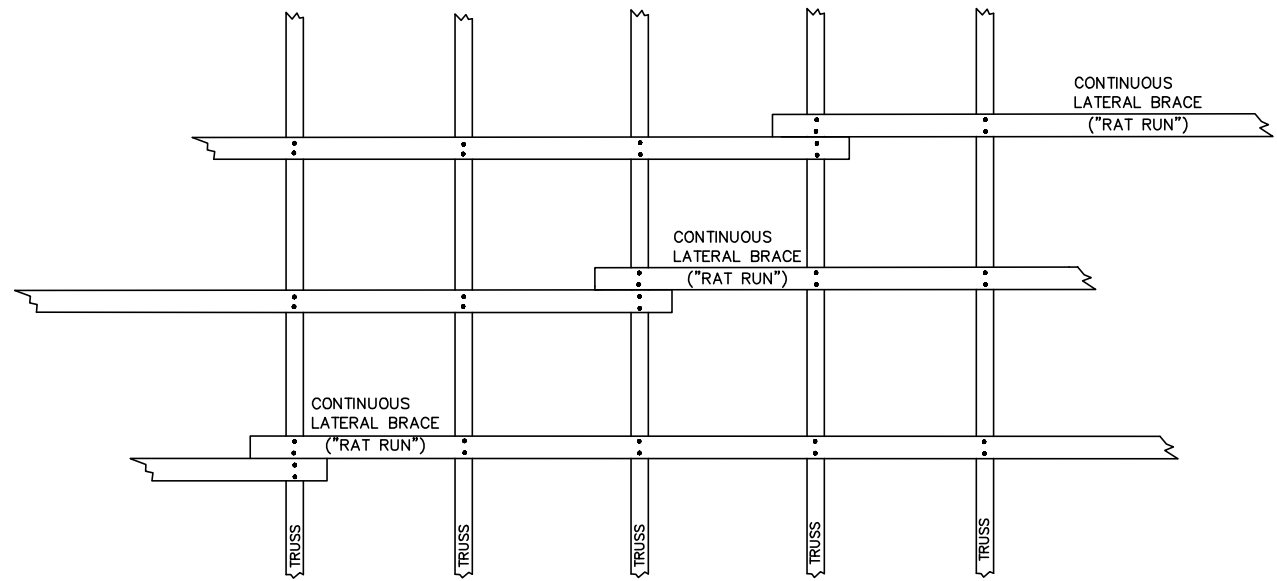 CONTINUOUS
LATERAL BRACE
("RAT RUN")
CONTINUOUS
LATERAL BRACE
("RAT RUN")
CONTINUOUS
LATERAL BRACE
("RAT RUN")
TRUSS
TRUSS
TRUSS
TRUSS
TRUSS